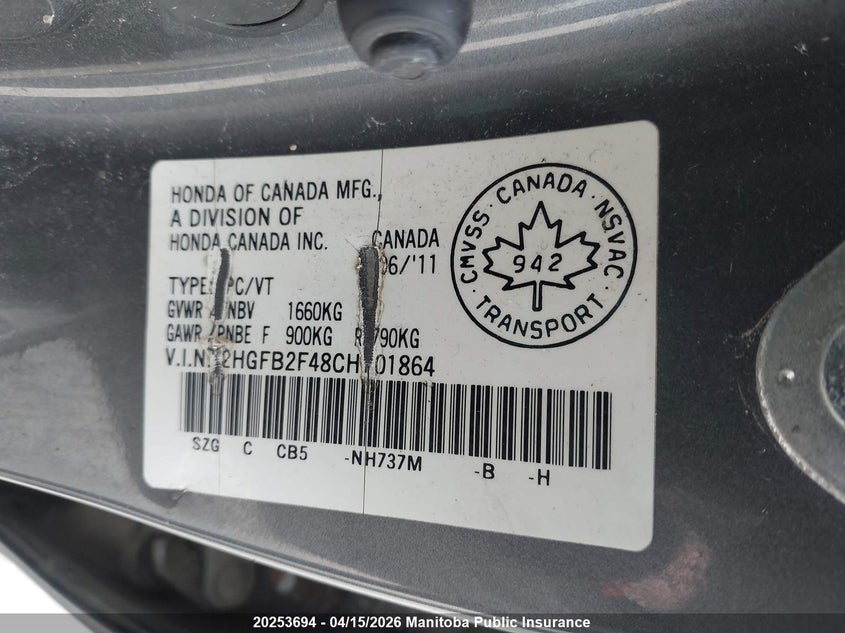 HONDA OF CANADA MFG.,
A DIVISION OF
HONDA CANADA INC. CANADA
6/'11
TYPE: PC/VT
GVWR / NBV 1660KG
GAWR /PNBE F 900KG R 790KG
V.I.N. 2HGFB2F48CH 01864
SZG C CB5 -NH737M -B -H
CMVSS · CANADA · NSVAC · TRANSPORT ·
942
20253694 - 04/15/2026 Manitoba Public Insurance